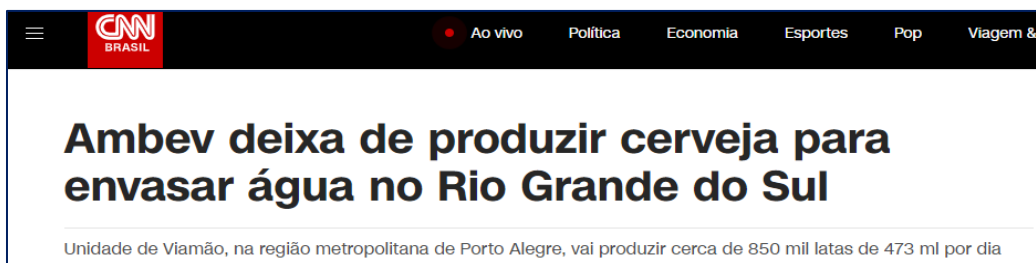 CNN
BRASIL
Ao vivo Política Economia Esportes Pop Viagem &
Ambev deixa de produzir cerveja para
envasar água no Rio Grande do Sul
Unidade de Viamão, na região metropolitana de Porto Alegre, vai produzir cerca de 850 mil latas de 473 ml por dia